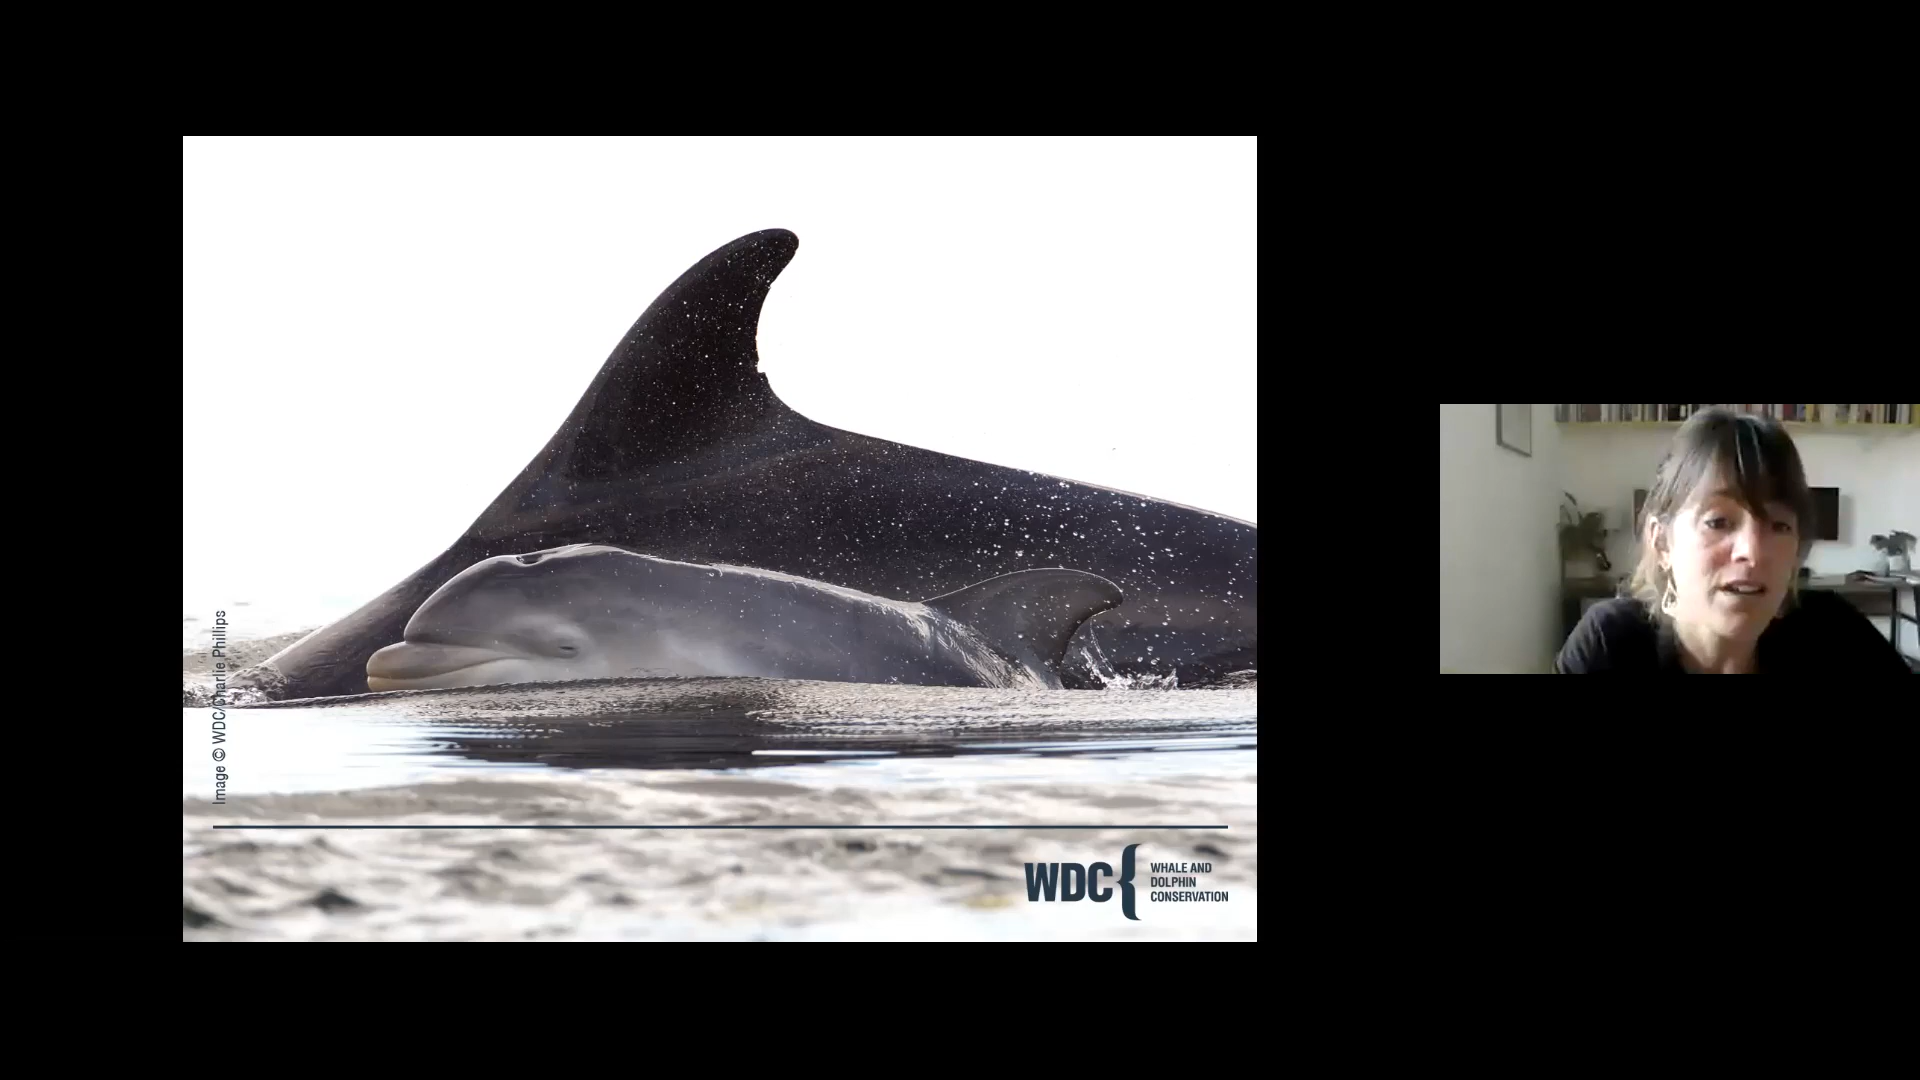 Image © WDC/Charlie Phillips
WDC
WHALE AND
DOLPHIN
CONSERVATION